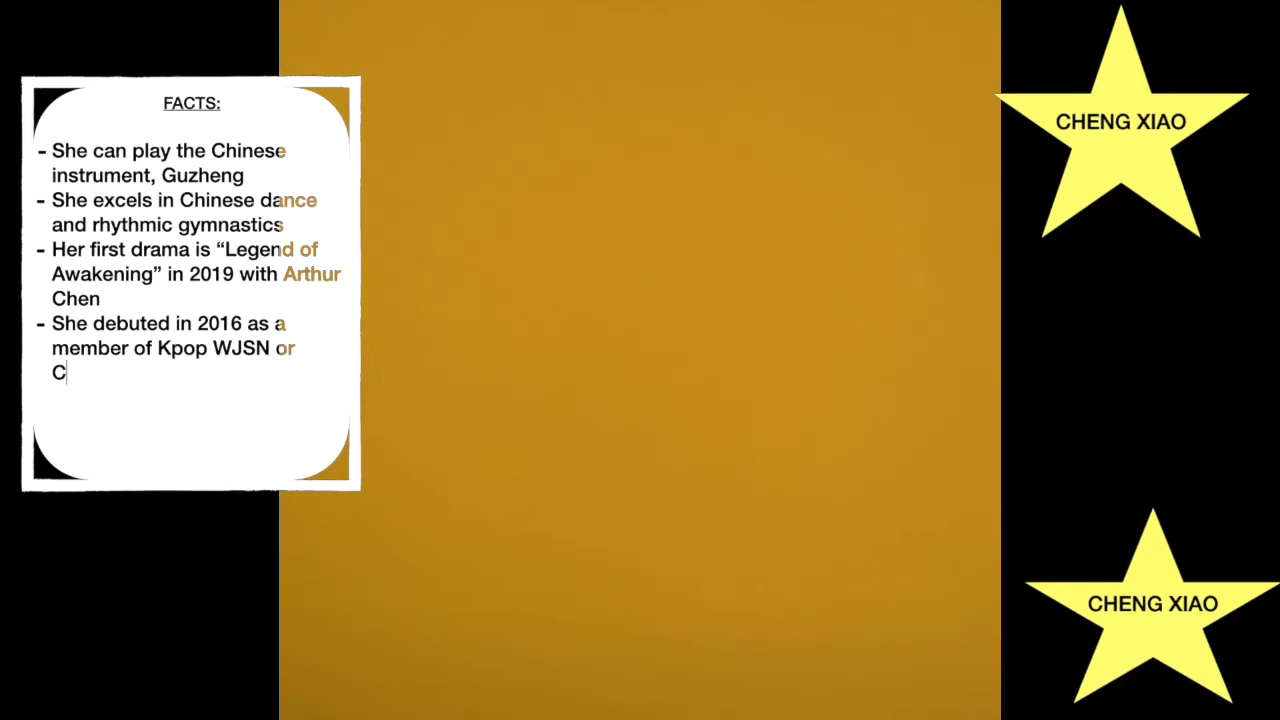 FACTS:
- She can play the Chinese
instrument, Guzheng
- She excels in Chinese dance
and rhythmic gymnastics
- Her first drama is “Legend of
Awakening” in 2019 with Arthur
Chen
- She debuted in 2016 as a
member of Kpop WJSN or
C
CHENG XIAO
CHENG XIAO